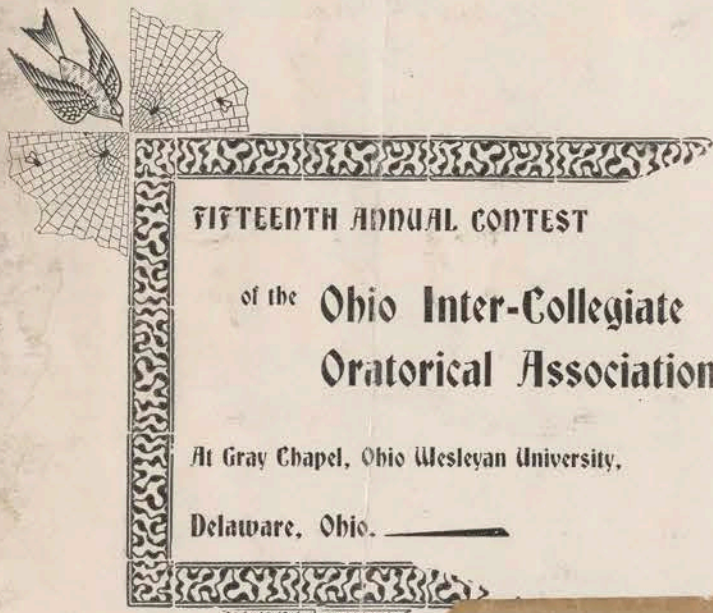 FIFTEENTH ANNUAL CONTEST
of the Ohio Inter-Collegiate
Oratorical Association
At Gray Chapel, Ohio Wesleyan University,
Delaware, Ohio.